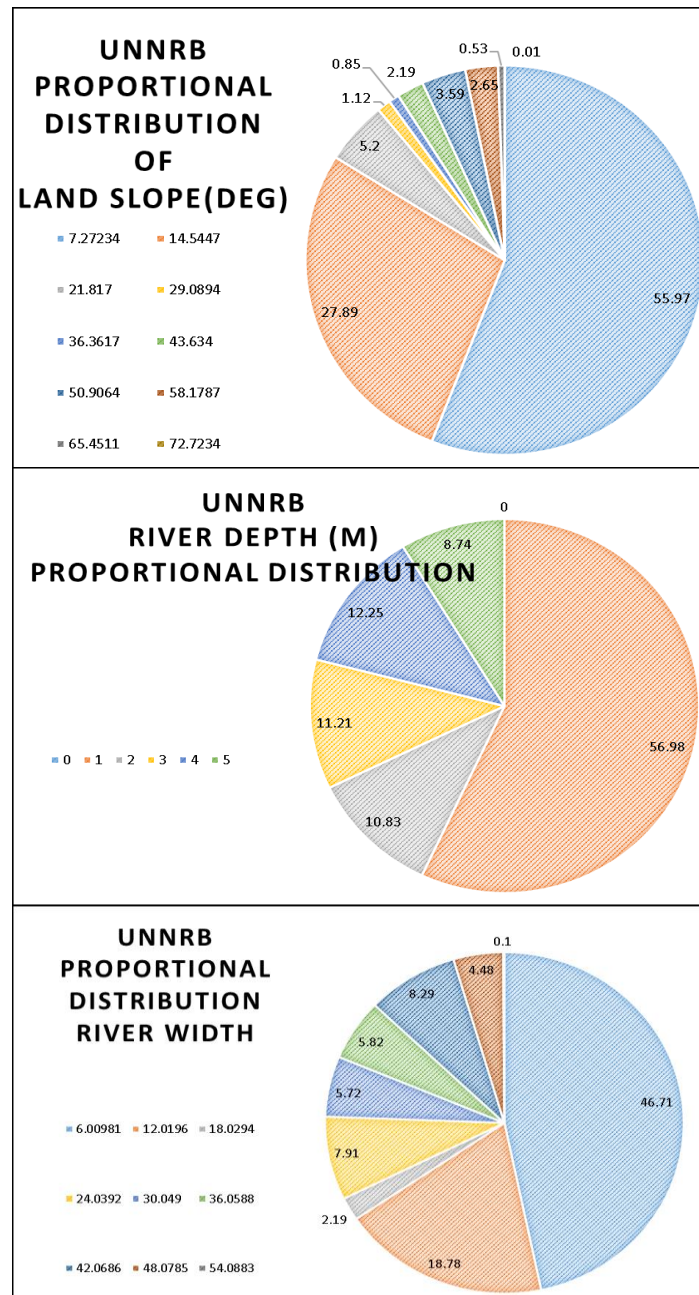 UNNRB
PROPORTIONAL
DISTRIBUTION
OF
LAND SLOPE(DEG)
7.27234 14.5447
21.817 29.0894
36.3617 43.634
50.9064 58.1787
65.4511 72.7234
0.85 2.19 0.53 0.01
1.12 3.59 2.65
5.2
27.89 55.97
UNNRB
RIVER DEPTH (M)
PROPORTIONAL DISTRIBUTION
0 1 2 3 4 5
0
8.74
12.25
11.21
56.98
10.83
UNNRB
PROPORTIONAL
DISTRIBUTION
RIVER WIDTH
6.00981 12.0196 18.0294
24.0392 30.049 36.0588
42.0686 48.0785 54.0883
0.1
4.48
8.29
5.82
5.72 46.71
7.91
2.19
18.78